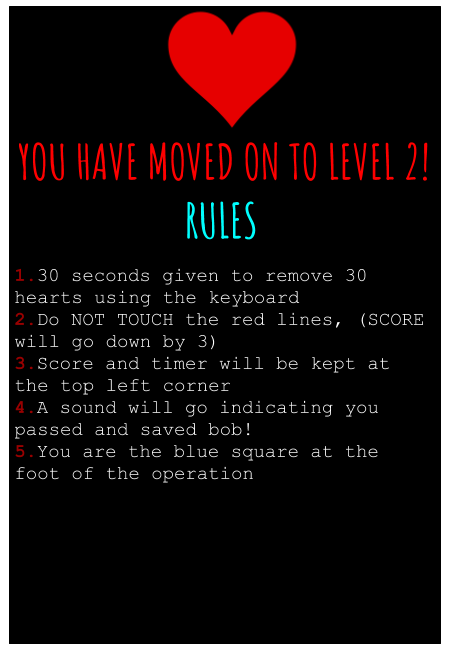 YOU HAVE MOVED ON TO LEVEL 2!
RULES
1.30 seconds given to remove 30
hearts using the keyboard
2.Do NOT TOUCH the red lines, (SCORE
will go down by 3)
3.Score and timer will be kept at
the top left corner
4.A sound will go indicating you
passed and saved bob!
5.You are the blue square at the
foot of the operation